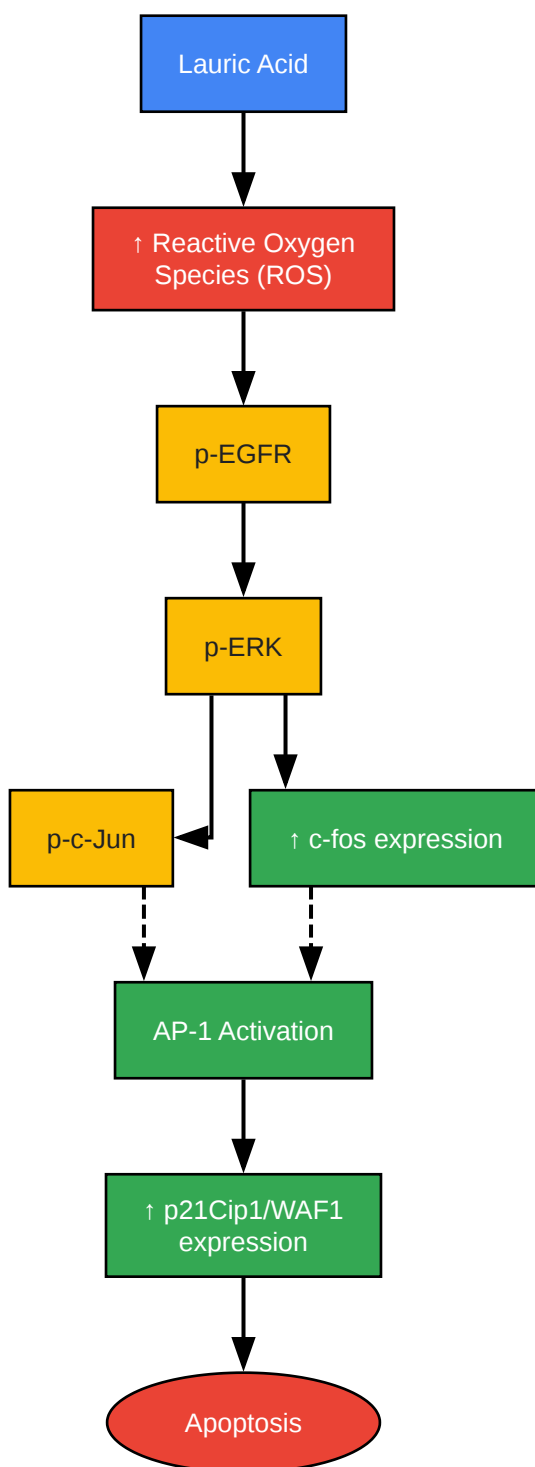 Lauric Acid
↑ Reactive Oxygen
Species (ROS)
p-EGFR
p-ERK
p-c-Jun
↑ c-fos expression
AP-1 Activation
↑ p21Cip1/WAF1
expression
Apoptosis